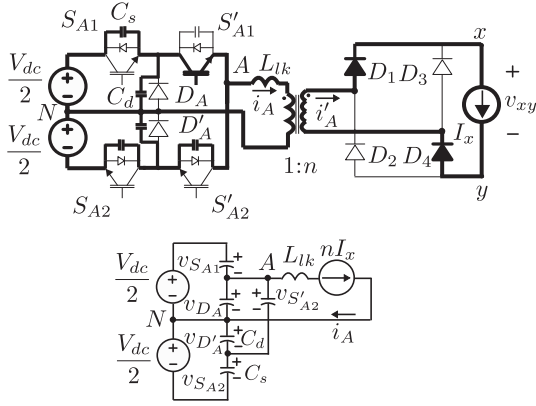 S_{A1} C_s S'_{A1} x
V_{dc}/2 + − A L_{lk} D_1 D_3 +
C_d D_A i_A i'_A v_{xy}
N D'_A I_x −
V_{dc}/2 + − 1:n D_2 D_4
S_{A2} S'_{A2} y
V_{dc}/2 + − v_{S_{A1}} + − A L_{lk} nI_x
v_{D_A} + − + − v_{S'_{A2}}
N v_{D'_A} + − C_d i_A
V_{dc}/2 + − v_{S_{A2}} + − C_s